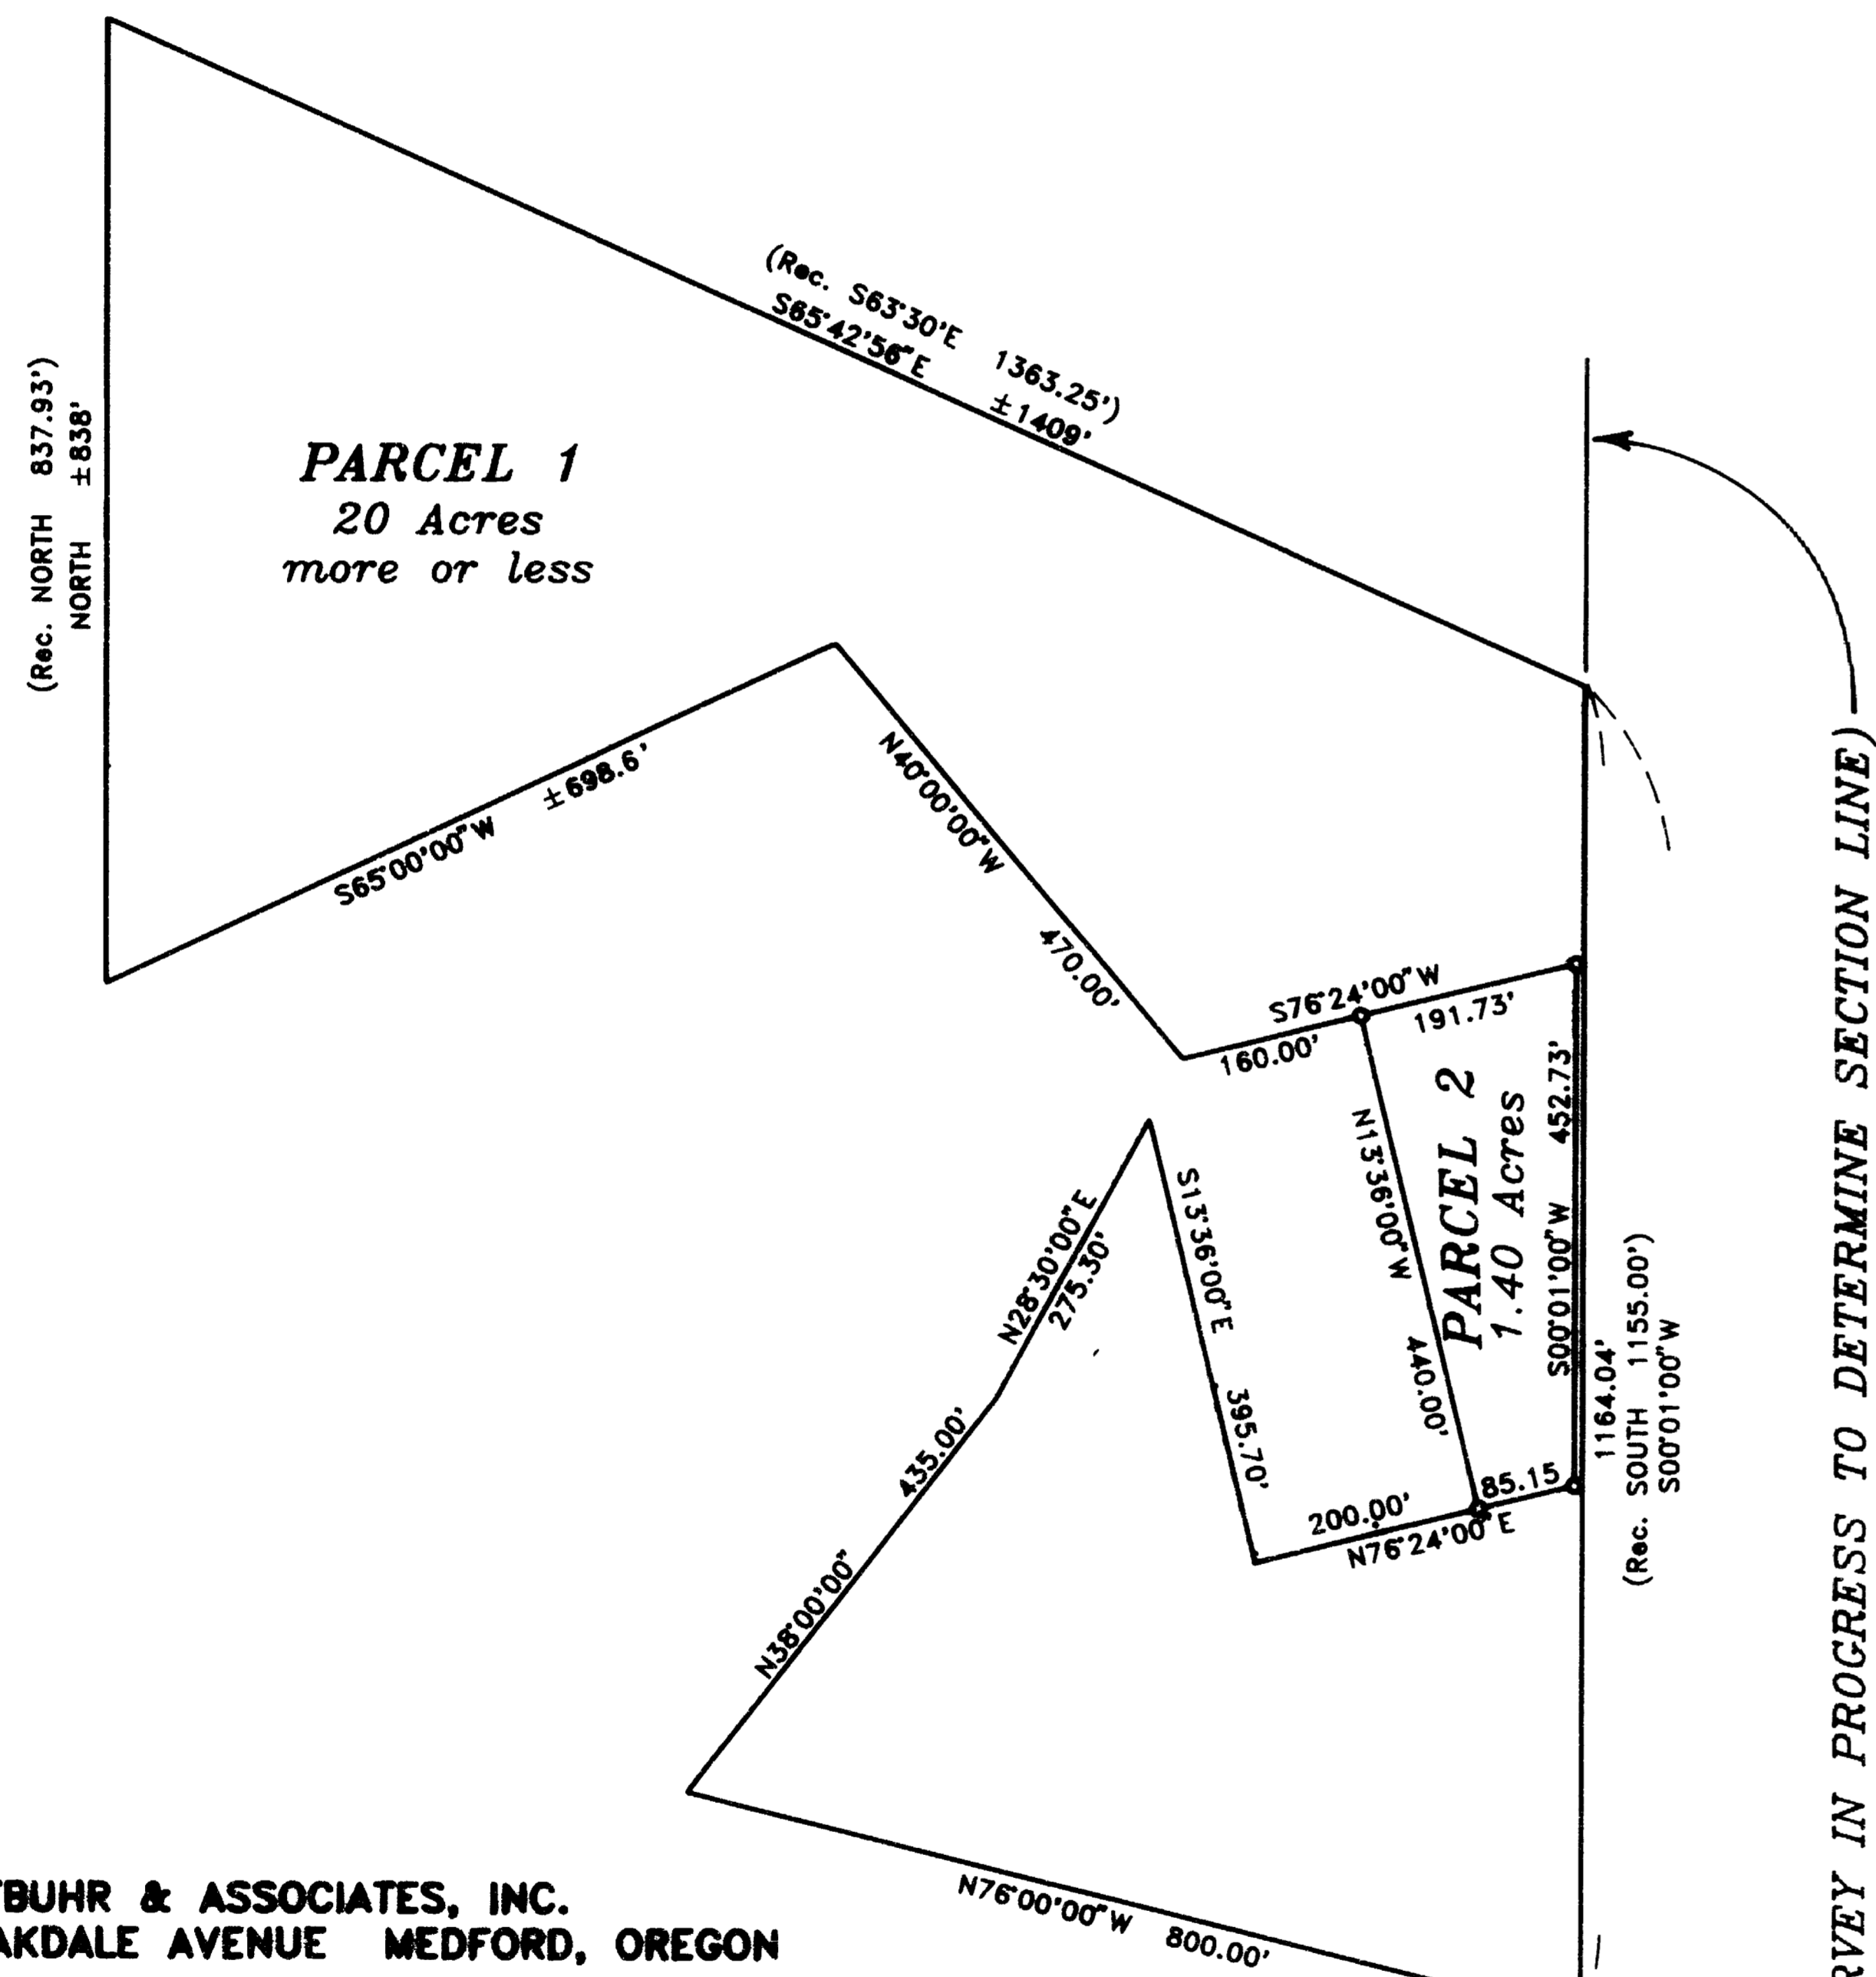 (Rec. S63°30'E 1363.25')
S65°42'56"E ±1409'
(Rec. NORTH 837.93')
NORTH ±838'
PARCEL 1
20 Acres
more or less
S65°00'00"W ±698.6'
N40°00'00"W 470.00'
S76°24'00"W
160.00'
191.73'
N13°36'00"W 440.00'
PARCEL 2
1.40 Acres
S00°01'00"W 452.73'
S13°36'00"E 395.70'
N28°30'00"E
275.30'
N38°00'00" 435.00'
200.00'
85.15
N76°24'00"E
1164.04'
(Rec. SOUTH 1155.00')
S00°01'00"W
N76°00'00"W 800.00'
RVEY IN PROGRESS TO DETERMINE SECTION LINE)
BUHR & ASSOCIATES, INC.
AKDALE AVENUE MEDFORD, OREGON